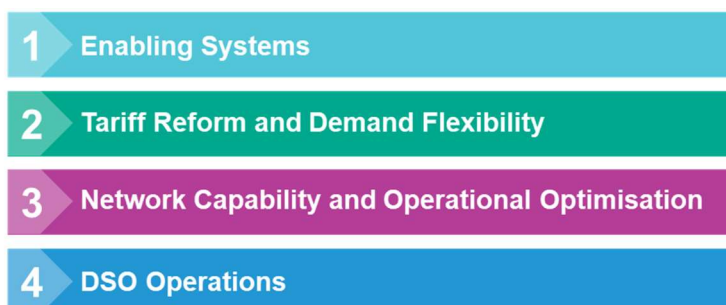 1 Enabling Systems
2 Tariff Reform and Demand Flexibility
3 Network Capability and Operational Optimisation
4 DSO Operations